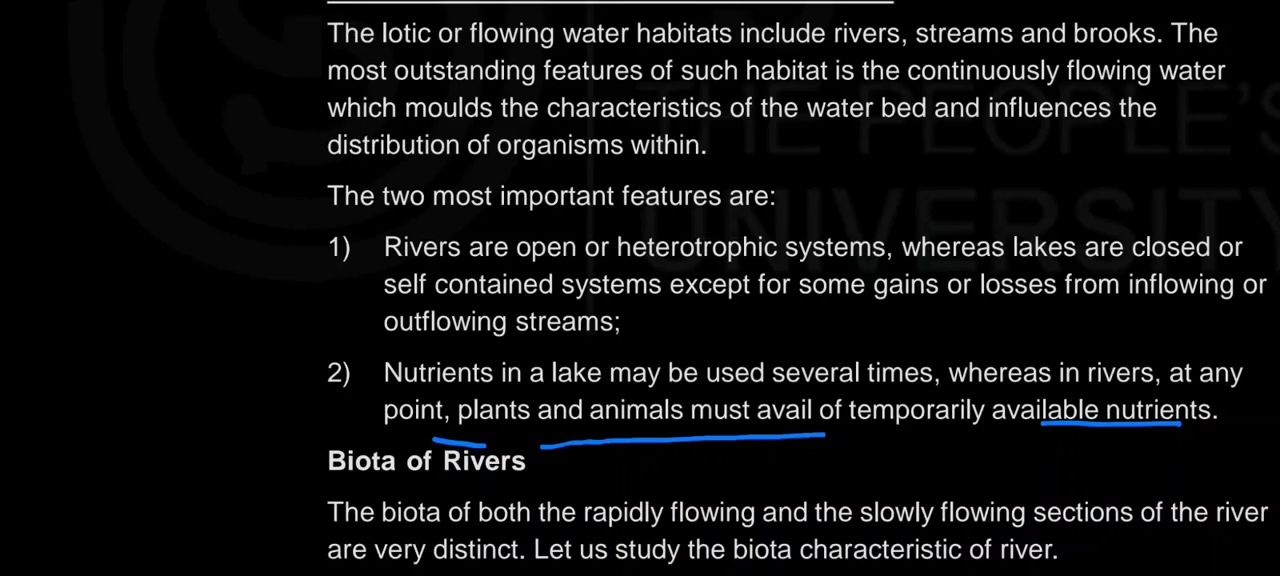 The lotic or flowing water habitats include rivers, streams and brooks. The
most outstanding features of such habitat is the continuously flowing water
which moulds the characteristics of the water bed and influences the
distribution of organisms within.
The two most important features are:
1) Rivers are open or heterotrophic systems, whereas lakes are closed or
self contained systems except for some gains or losses from inflowing or
outflowing streams;
2) Nutrients in a lake may be used several times, whereas in rivers, at any
point, plants and animals must avail of temporarily available nutrients.
Biota of Rivers
The biota of both the rapidly flowing and the slowly flowing sections of the river
are very distinct. Let us study the biota characteristic of river.
THE PEOPLE'S
UNIVERSITY